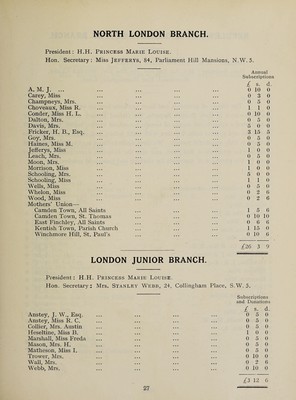 NORTH LONDON BRANCH.
President: H.H. PRINCESS MARIE LOUISE.
Hon. Secretary: Miss JEFFERYS, 84, Parliament Hill Mansions, N.W.5.
Annual
Subscriptions
£ s. d.
A. M. J. ... 0 10 0
Carey, Miss 0 3 0
Champneys, Mrs. 0 5 0
Choveaux, Miss R. 1 1 0
Conder, Miss H. L. 0 10 0
Dalton, Mrs. 0 5 0
Davis, Mrs. 5 0 0
Fricker, H. B., Esq. 3 15 5
Goy, Mrs. 0 5 0
Haines, Miss M. 0 5 0
Jefferys, Miss 1 0 0
Leach, Mrs. 0 5 0
Moon, Mrs. 1 0 0
Morrison, Miss 1 0 0
Schooling, Mrs. 5 0 0
Schooling, Miss 1 1 0
Wells, Miss 0 5 0
Whelon, Miss 0 2 6
Wood, Miss 0 2 6
Mothers' Union—
Camden Town, All Saints 1 5 6
Camden Town, St. Thomas 0 10 10
East Finchley, All Saints 0 6 6
Kentish Town, Parish Church 1 15 0
Winchmore Hill, St. Paul's 0 10 6
£26 3 9
LONDON JUNIOR BRANCH.
President: H.H. PRINCESS MARIE LOUISE.
Hon. Secretary: Mrs. STANLEY WEBB, 24, Collingham Place, S.W.5.
Subscriptions
and Donations
£ s. d.
Anstey, J. W., Esq. 0 5 0
Anstey, Miss R. C. 0 5 0
Collier, Mrs. Austin 0 5 0
Heseltine, Miss B. 1 0 0
Marshall, Miss Freda 0 5 0
Mason, Mrs. H. 0 5 0
Matheson, Miss L. 0 5 0
Trower, Mrs. 0 10 0
Wall, Mrs. 0 2 6
Webb, Mrs. 0 10 0
£3 12 6
27